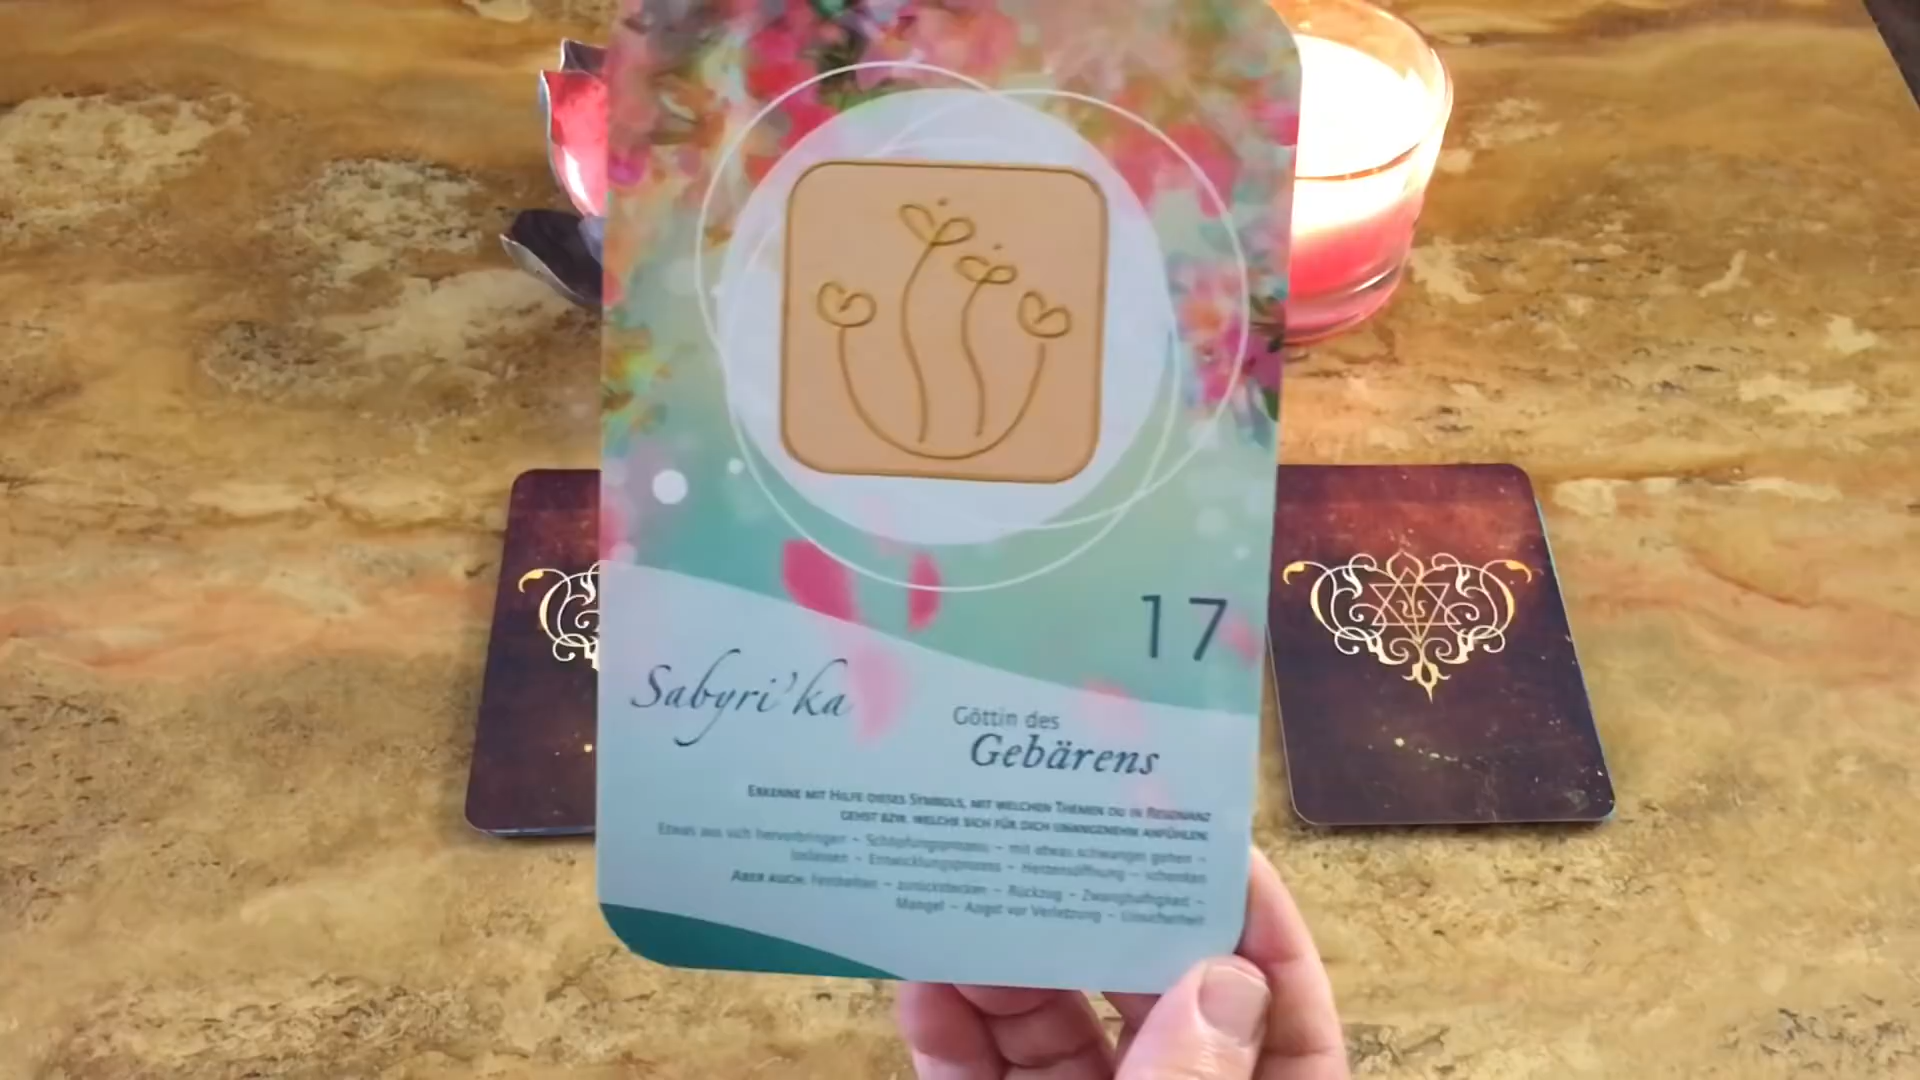 17
Sabyri'ka
Göttin des
Gebärens
ERKENNE MIT HILFE DIESES SYMBOLS, MIT WELCHEN THEMEN DU IN RESONANZ
GEHST BZW. WELCHE SICH FÜR DICH UNANGENEHM ANFÜHLEN.
Etwas aus sich hervorbringen – Schöpfungsprozess – mit etwas schwanger gehen –
loslassen – Entwicklungsprozess – Herzensöffnung – schenken
ABER AUCH: Festhalten – zurückstecken – Rückzug – Zwanghaftigkeit –
Mangel – Angst vor Verletzung – Unsicherheit